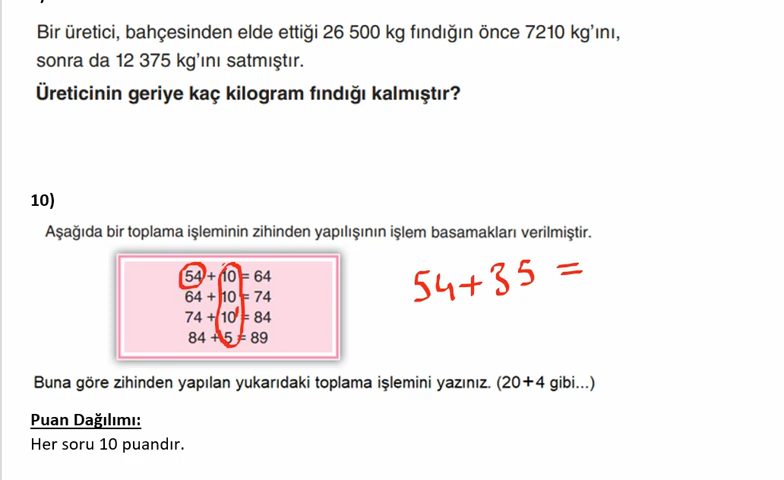 Bir üretici, bahçesinden elde ettiği 26 500 kg fındığın önce 7210 kg'ını,
sonra da 12 375 kg'ını satmıştır.
Üreticinin geriye kaç kilogram fındığı kalmıştır?
10)
Aşağıda bir toplama işleminin zihinden yapılışının işlem basamakları verilmiştir.
54 + 10 = 64
64 + 10 = 74
74 + 10 = 84
84 + 5 = 89
54+35 =
Buna göre zihinden yapılan yukarıdaki toplama işlemini yazınız. (20+4 gibi...)
Puan Dağılımı:
Her soru 10 puandır.